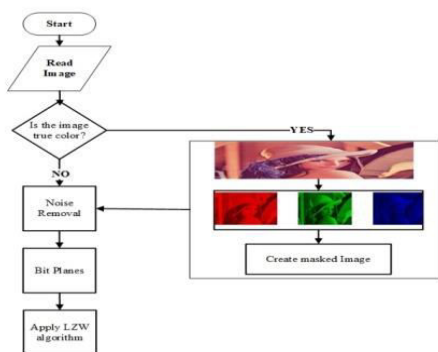 Start
Read
Image
Is the image
true color?
YES
NO
Noise
Removal
Create masked Image
Bit Planes
Apply LZW
algorithm